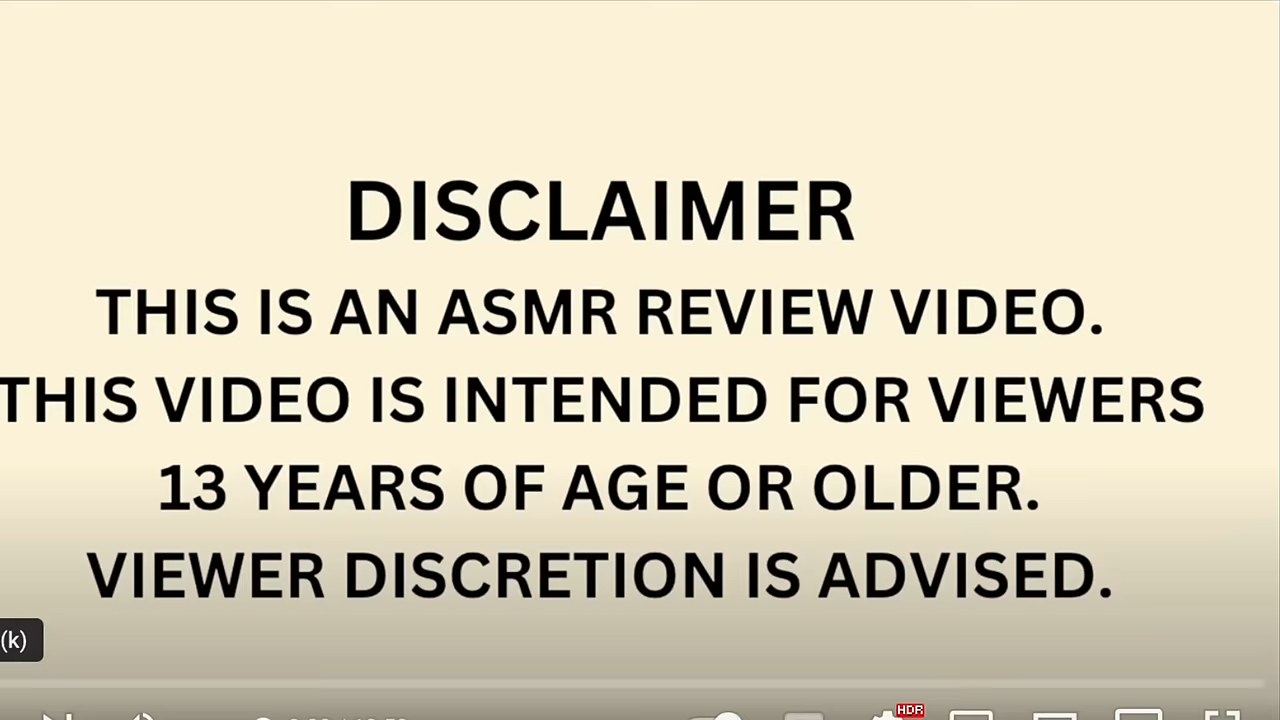 DISCLAIMER
THIS IS AN ASMR REVIEW VIDEO.
THIS VIDEO IS INTENDED FOR VIEWERS
13 YEARS OF AGE OR OLDER.
VIEWER DISCRETION IS ADVISED.
(k)
HDR